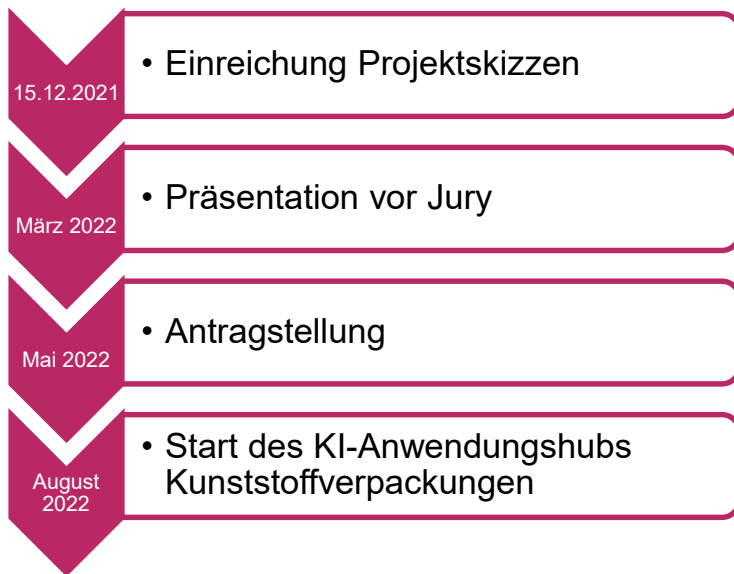 15.12.2021
• Einreichung Projektskizzen
März 2022
• Präsentation vor Jury
Mai 2022
• Antragstellung
August
2022
• Start des KI-Anwendungshubs
Kunststoffverpackungen